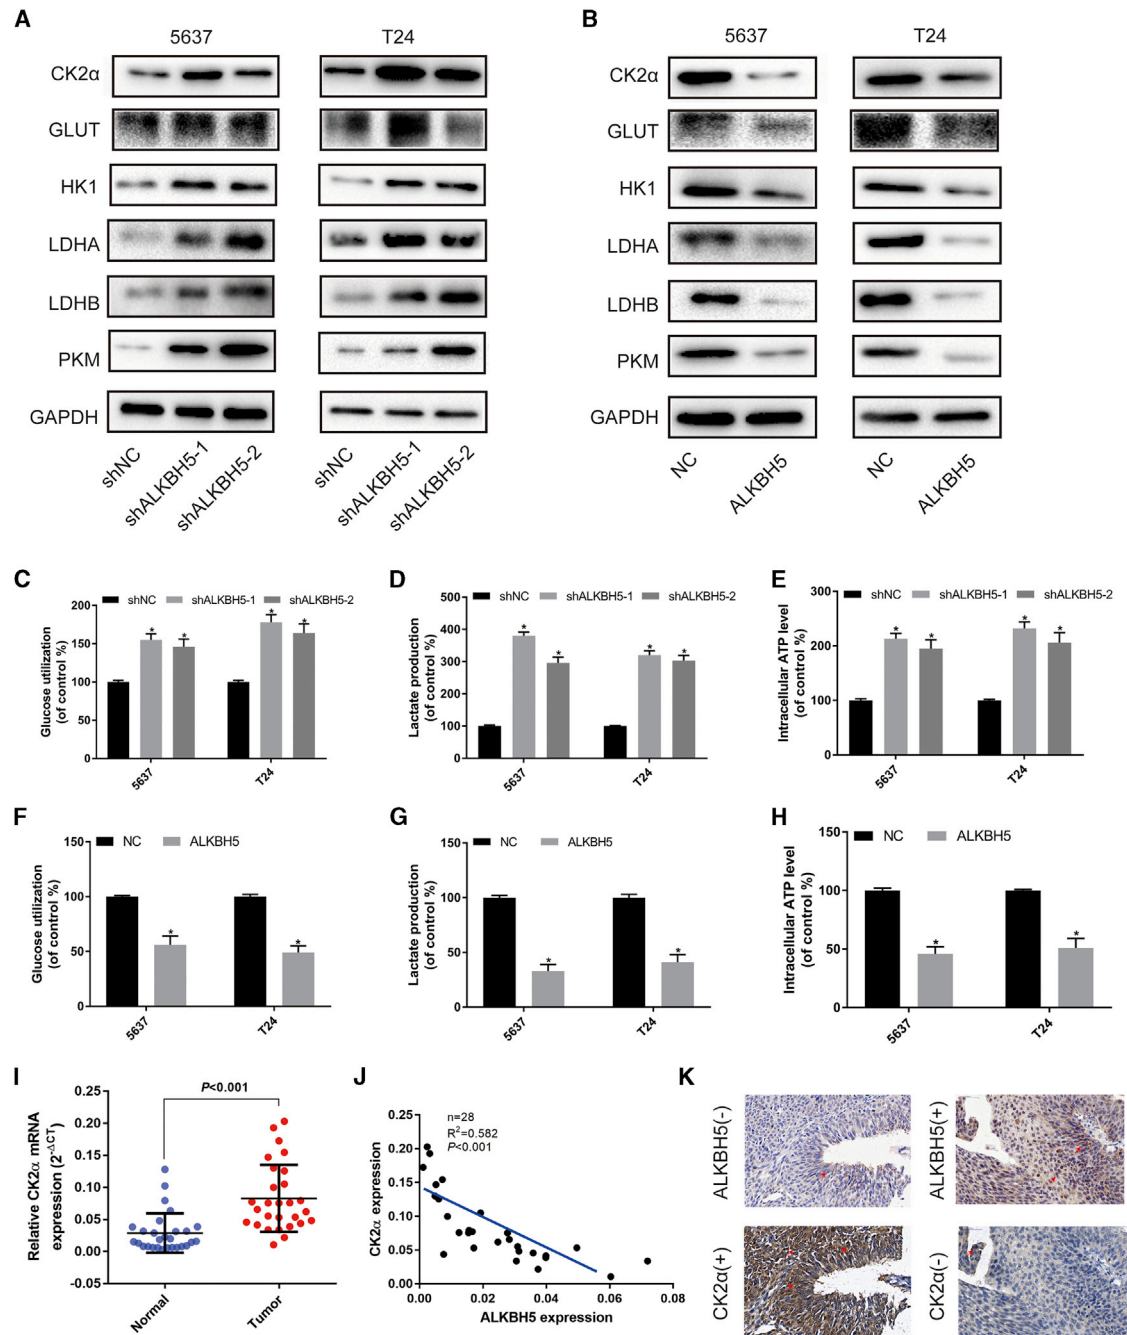 A
5637
T24
CK2α
GLUT
HK1
LDHA
LDHB
PKM
GAPDH
shNC
shALKBH5-1
shALKBH5-2
shNC
shALKBH5-1
shALKBH5-2
B
5637
T24
CK2α
GLUT
HK1
LDHA
LDHB
PKM
GAPDH
NC
ALKBH5
NC
ALKBH5
C
shNC
shALKBH5-1
shALKBH5-2
Glucose utilization
(of control %)
200
150
100
50
0
* * * *
5637
T24
D
shNC
shALKBH5-1
shALKBH5-2
Lactate production
(of control %)
500
400
300
200
100
0
* * * *
5637
T24
E
shNC
shALKBH5-1
shALKBH5-2
Intracellular ATP level
(of control %)
300
200
100
0
* * * *
5637
T24
F
NC
ALKBH5
Glucose utilization
(of control %)
150
100
50
0
* *
5637
T24
G
NC
ALKBH5
Lactate production
(of control %)
150
100
50
0
* *
5637
T24
H
NC
ALKBH5
Intracellular ATP level
(of control %)
150
100
50
0
* *
5637
T24
I
P<0.001
Relative CK2α mRNA
expression (2^-ΔCT)
0.25
0.20
0.15
0.10
0.05
0.00
-0.05
Normal
Tumor
J
n=28
R²=0.582
P<0.001
CK2α expression
0.25
0.20
0.15
0.10
0.05
0.00
0.00
0.02
0.04
0.06
0.08
ALKBH5 expression
K
ALKBH5(-)
ALKBH5(+)
CK2α(+)
CK2α(-)